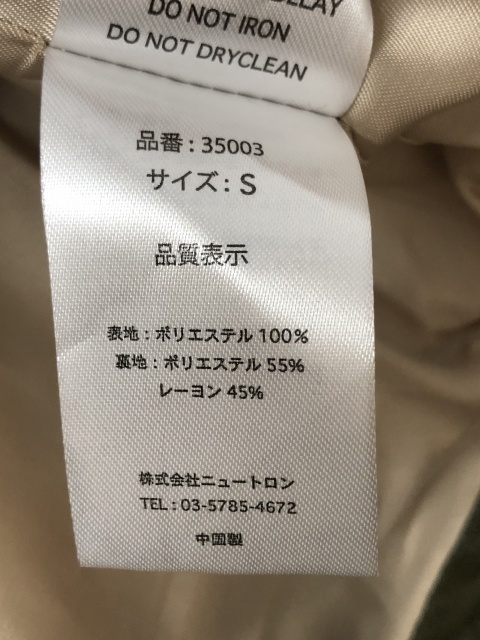 DELAY
DO NOT IRON
DO NOT DRYCLEAN
品番 : 35003
サイズ : S
品質表示
表地 : ポリエステル 100%
裏地 : ポリエステル 55%
レーヨン 45%
株式会社ニュートロン
TEL : 03-5785-4672
中国製